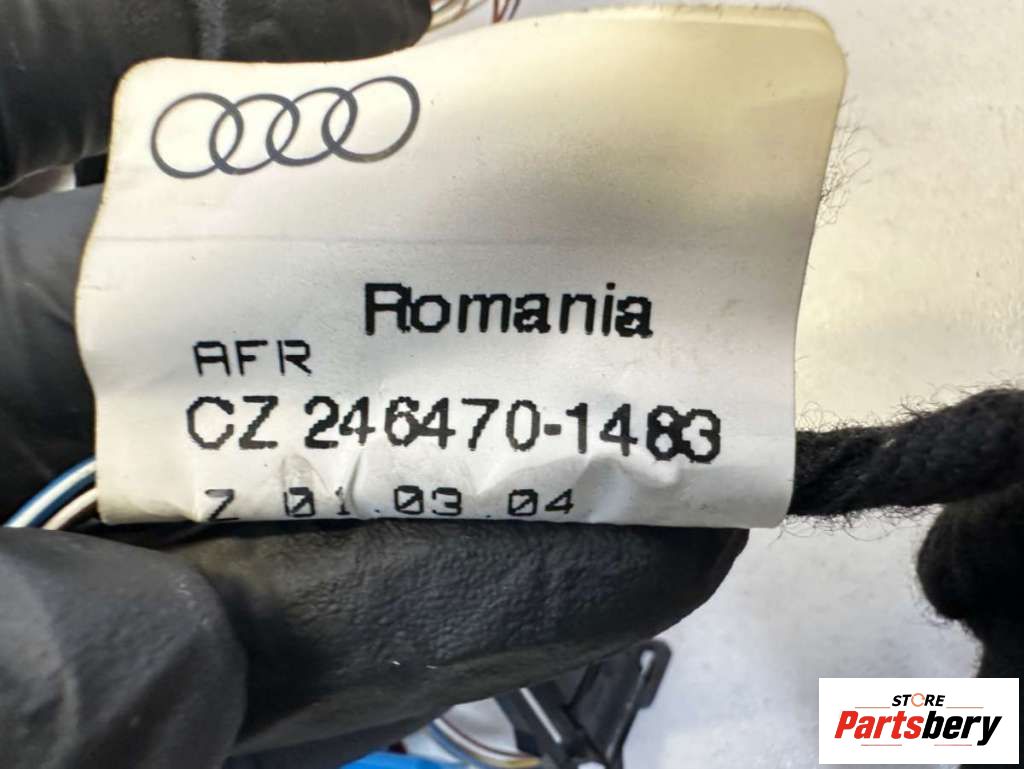 Romania
AFR
CZ 246470-1483
Z 01.03.04
STORE
Partsbery